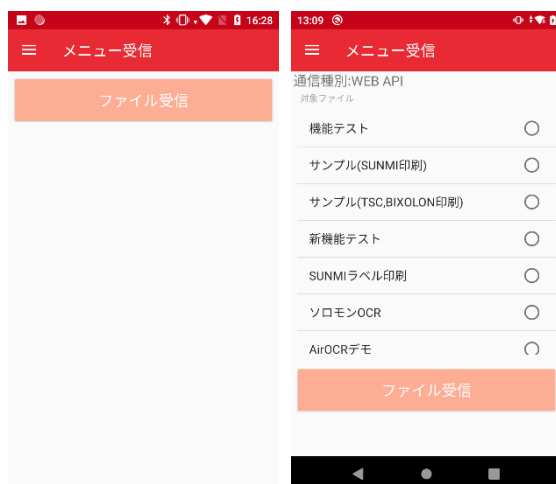 16:28
メニュー受信
ファイル受信
13:09
メニュー受信
通信種別:WEB API
対象ファイル
機能テスト
サンプル(SUNMI印刷)
サンプル(TSC,BIXOLON印刷)
新機能テスト
SUNMIラベル印刷
ソロモンOCR
AirOCRデモ
ファイル受信